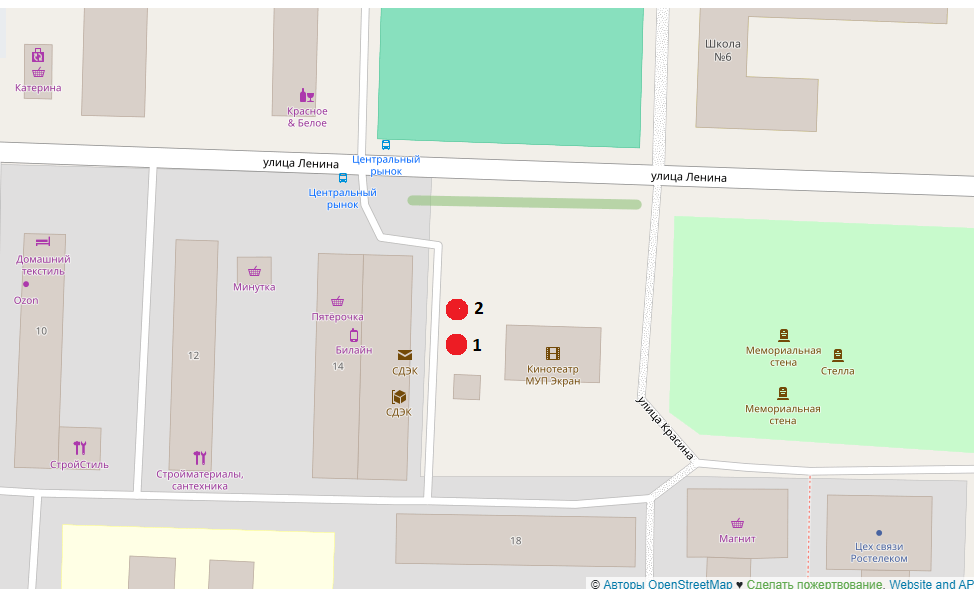 Школа
№6
Катерина
Красное
& Белое
улица Ленина
Центральный
рынок
улица Ленина
Центральный
рынок
Домашний
текстиль
Ozon
Минутка
2
Пятёрочка
10
1
Билайн
12
14
СДЭК
Кинотеатр
МУП Экран
Мемориальная
стена
Стелла
СДЭК
Мемориальная
стена
улица Красина
СтройСтиль
Стройматериалы,
сантехника
18
Магнит
Цех связи
Ростелеком
© Авторы OpenStreetMap ♥ Сделать пожертвование. Website and AP